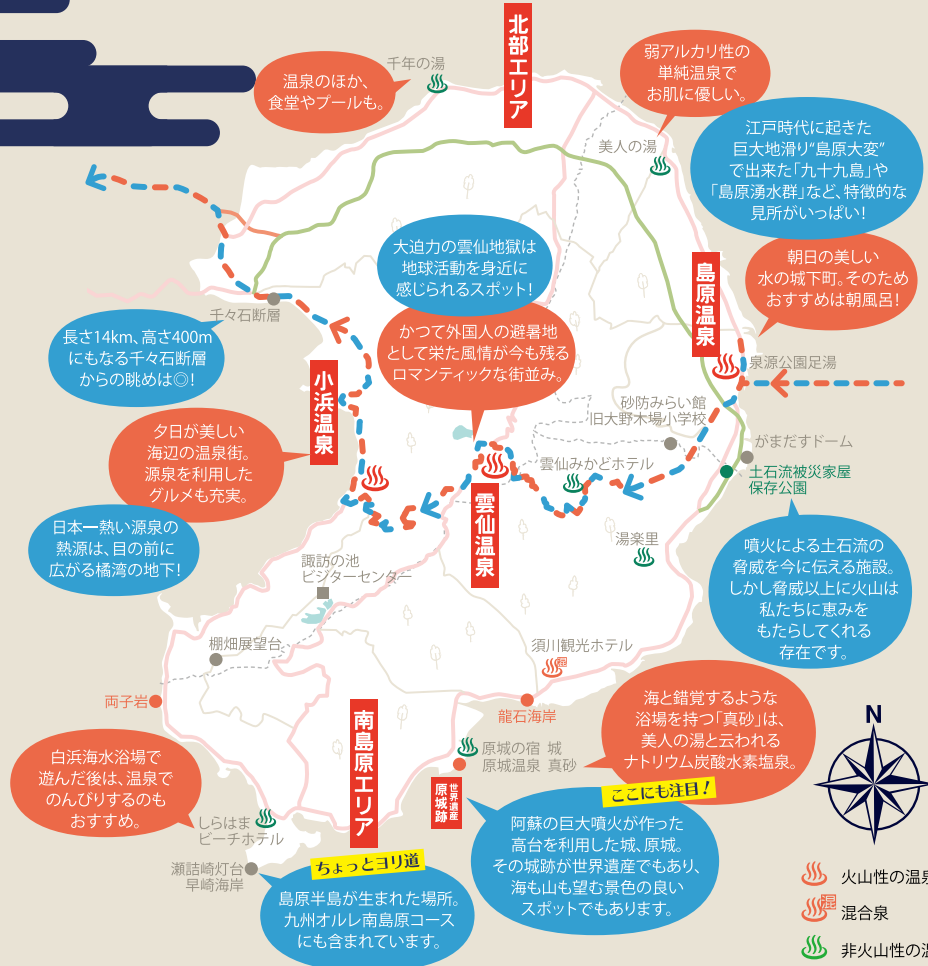 北部エリア
千年の湯
温泉のほか、
食堂やプールも。
弱アルカリ性の
単純温泉で
お肌に優しい。
美人の湯
江戸時代に起きた
巨大地滑り“島原大変”
で出来た「九十九島」や
「島原湧水群」など、特徴的な
見所がいっぱい!
大迫力の雲仙地獄は
地球活動を身近に
感じられるスポット!
かつて外国人の避暑地
として栄た風情が今も残る
ロマンティックな街並み。
島原温泉
朝日の美しい
水の城下町。そのため
おすすめは朝風呂!
千々石断層
長さ14km、高さ400m
にもなる千々石断層
からの眺めは◎!
小浜温泉
夕日が美しい
海辺の温泉街。
源泉を利用した
グルメも充実。
日本一熱い源泉の
熱源は、目の前に
広がる橘湾の地下!
泉源公園足湯
砂防みらい館
旧大野木場小学校
がまだすドーム
雲仙みかどホテル
土石流被災家屋
保存公園
雲仙温泉
湯楽里
噴火による土石流の
脅威を今に伝える施設。
しかし脅威以上に火山は
私たちに恵みを
もたらしてくれる
存在です。
諏訪の池
ビジターセンター
棚畑展望台
両子岩
須川観光ホテル
混
龍石海岸
南島原エリア
海と錯覚するような
浴場を持つ「真砂」は、
美人の湯と云われる
ナトリウム炭酸水素塩泉。
原城の宿 城
原城温泉 真砂
世界遺産
原城跡
ここにも注目!
阿蘇の巨大噴火が作った
高台を利用した城、原城。
その城跡が世界遺産でもあり、
海も山も望む景色の良い
スポットでもあります。
白浜海水浴場で
遊んだ後は、温泉で
のんびりするのも
おすすめ。
しらはま
ビーチホテル
瀬詰崎灯台
早崎海岸
ちょっとヨリ道
島原半島が生まれた場所。
九州オルレ南島原コース
にも含まれています。
N
火山性の温泉
混
混合泉
非火山性の温